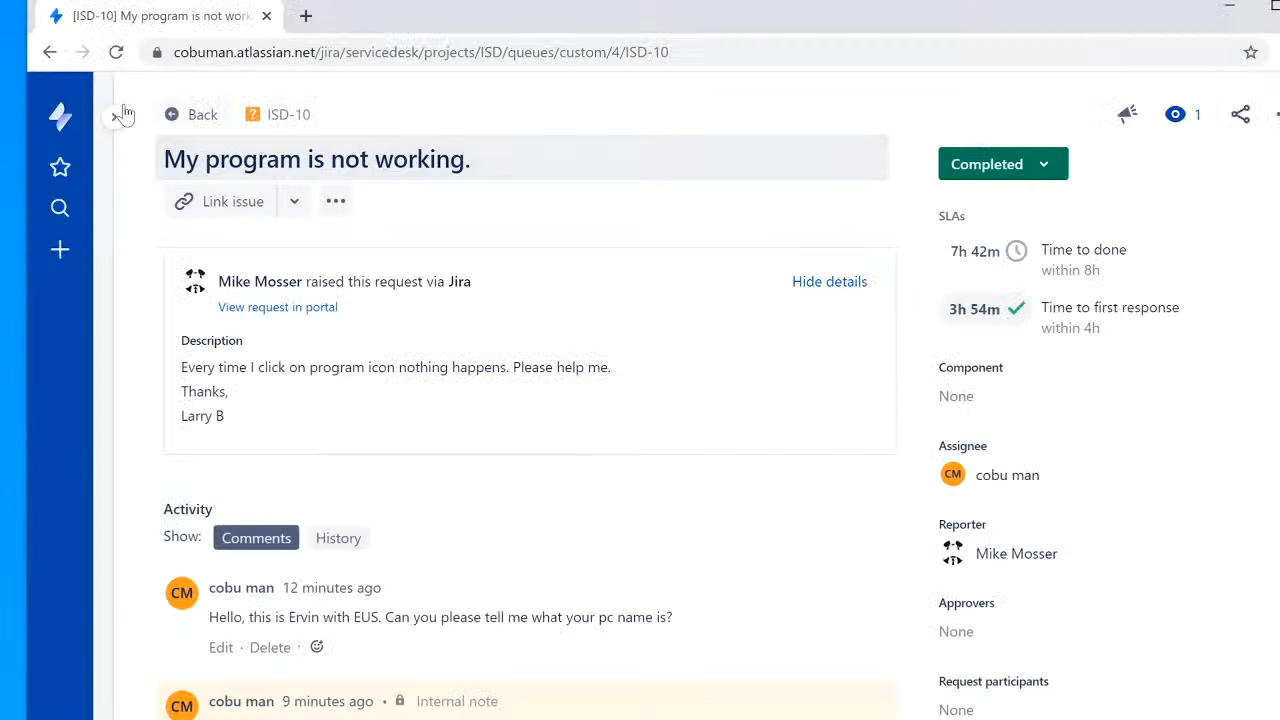 [ISD-10] My program is not work
cobuman.atlassian.net/jira/servicedesk/projects/ISD/queues/custom/4/ISD-10
Back
ISD-10
1
My program is not working.
Completed
Link issue
SLAs
7h 42m
Time to done
within 8h
Mike Mosser raised this request via Jira
Hide details
View request in portal
3h 54m
Time to first response
within 4h
Description
Every time I click on program icon nothing happens. Please help me.
Thanks,
Larry B
Component
None
Assignee
CM
cobu man
Activity
Show:
Comments
History
Reporter
Mike Mosser
CM
cobu man 12 minutes ago
Hello, this is Ervin with EUS. Can you please tell me what your pc name is?
Edit · Delete ·
Approvers
None
CM
cobu man 9 minutes ago • Internal note
Request participants
None